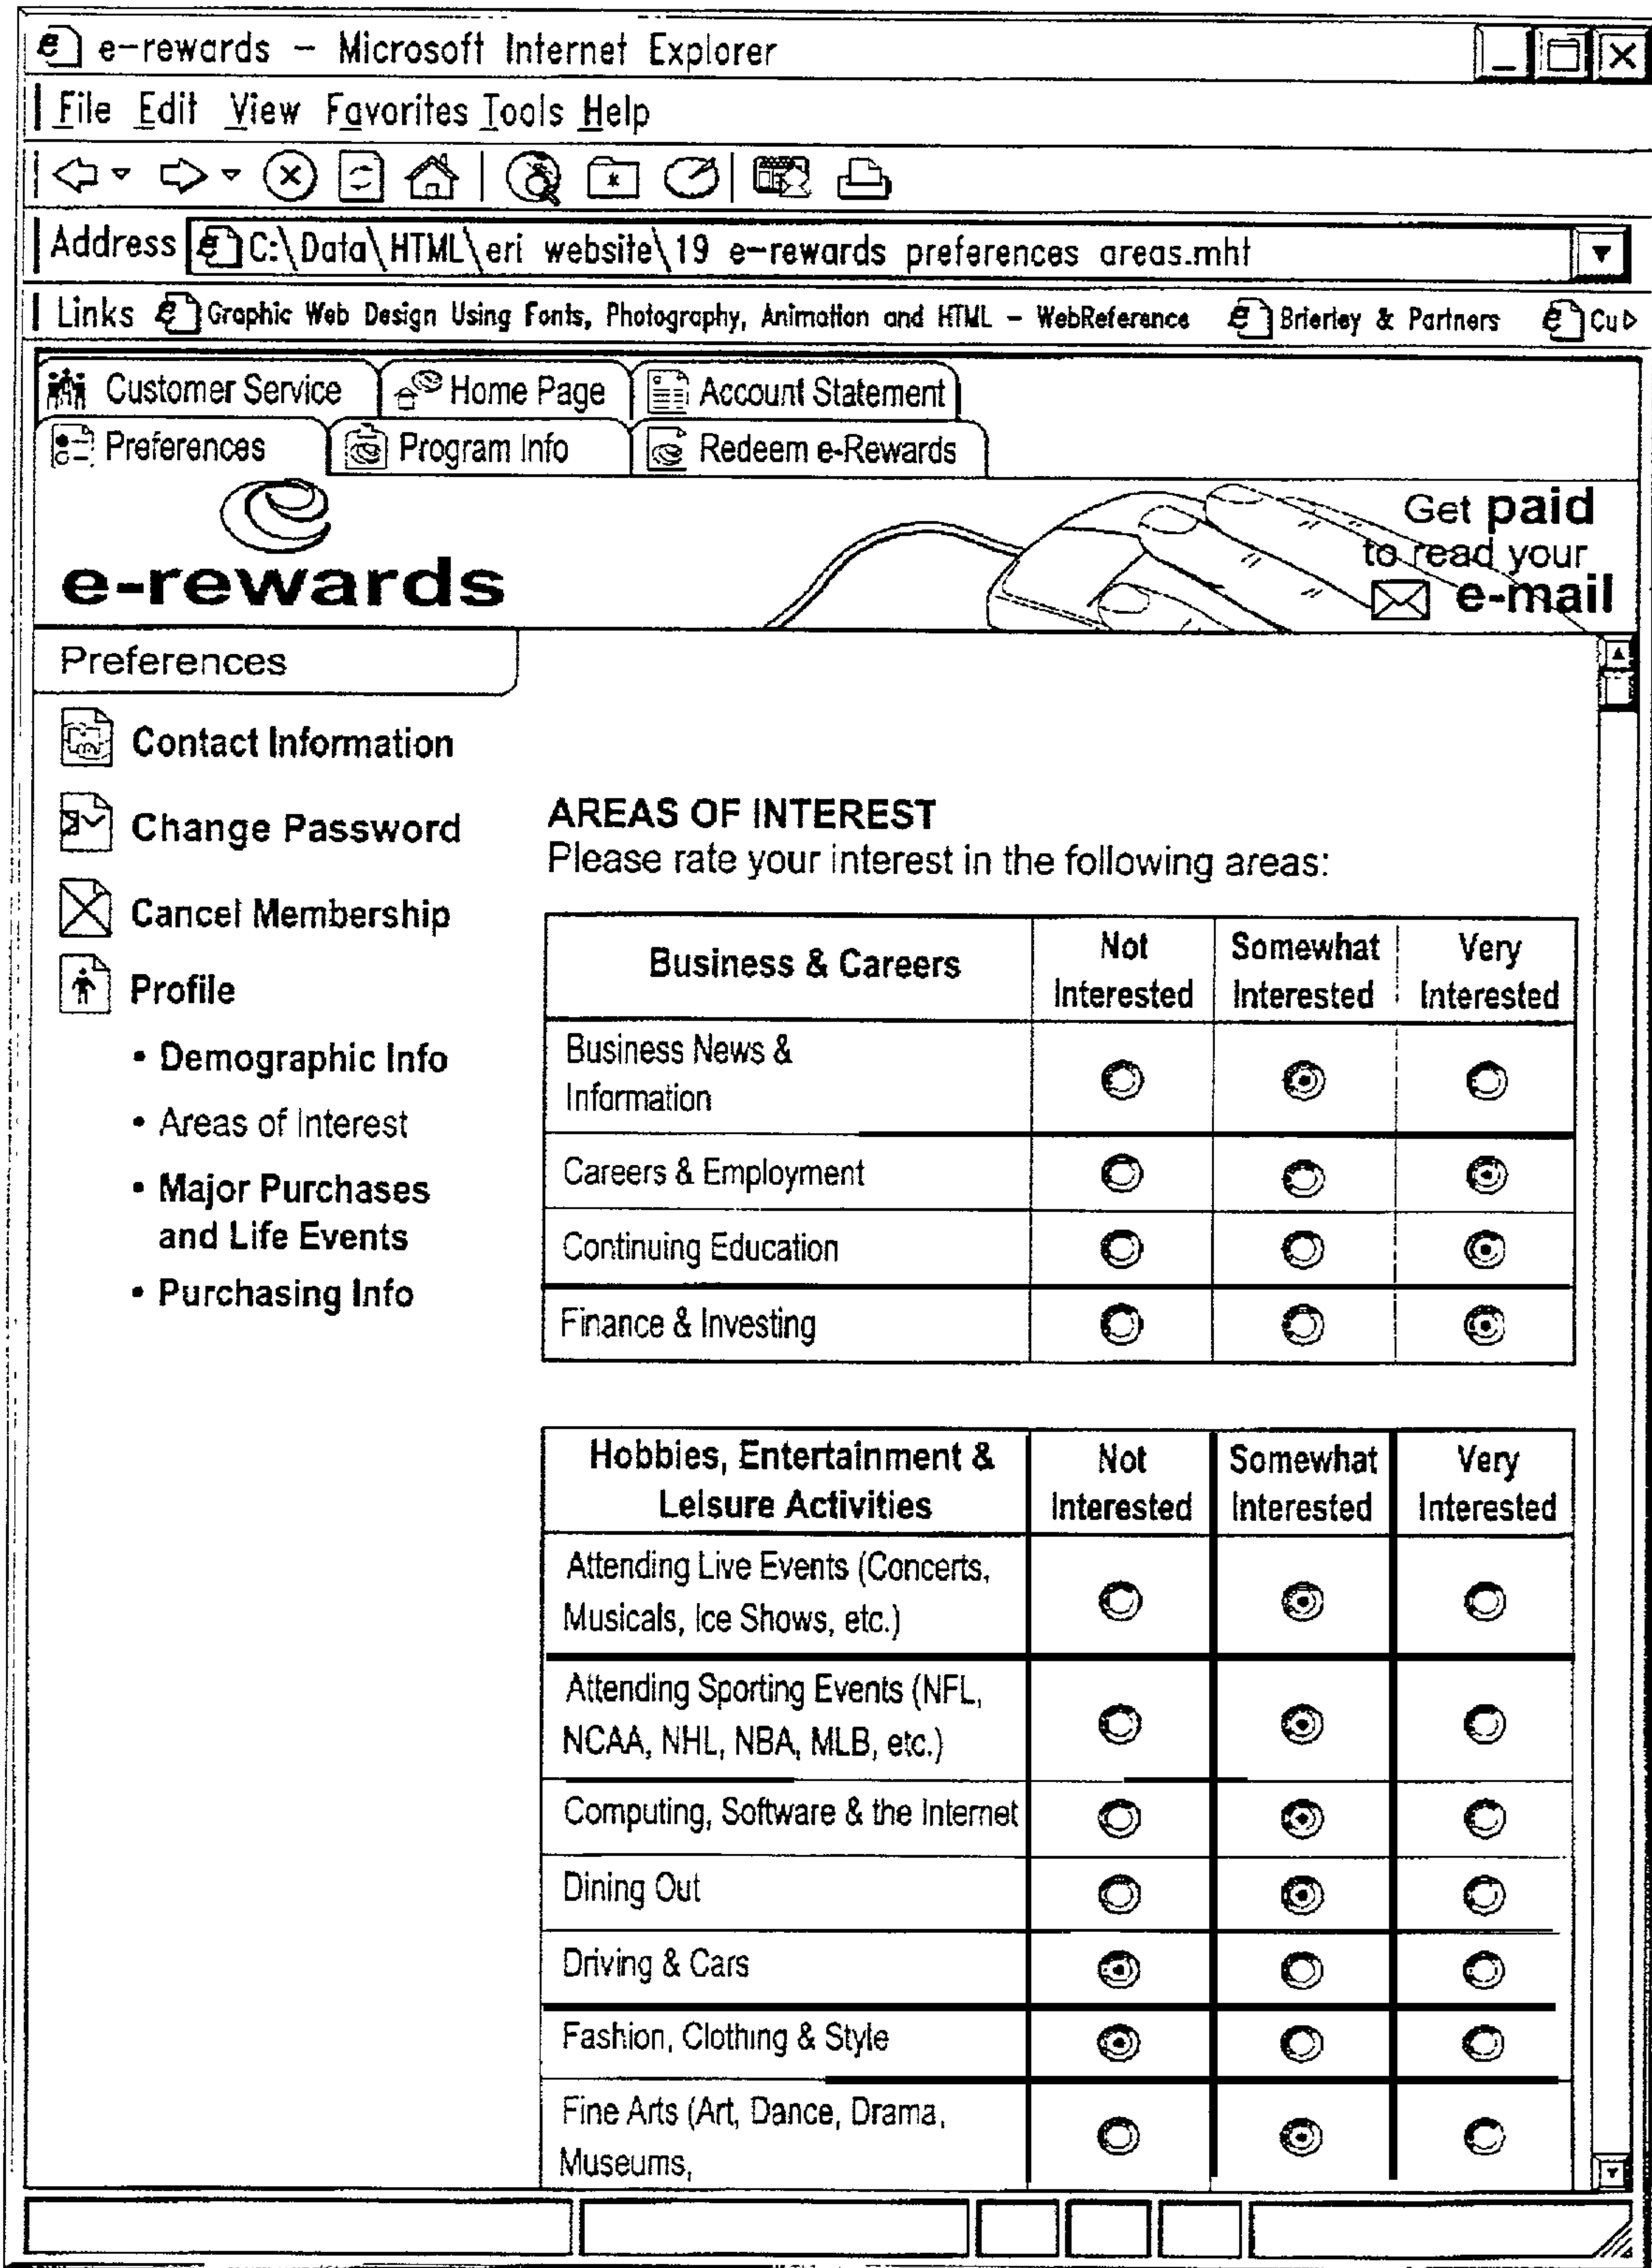 e-rewards - Microsoft Internet Explorer
File Edit View Favorites Tools Help
Address C:\Data\HTML\eri website\19 e-rewards preferences areas.mht
Links Graphic Web Design Using Fonts, Photography, Animation and HTML - WebReference Brierley & Partners Cu
Customer Service Home Page Account Statement
Preferences Program Info Redeem e-Rewards
Get paid
to read your
e-mail
e-rewards
Preferences
Contact Information
Change Password
Cancel Membership
Profile
• Demographic Info
• Areas of Interest
• Major Purchases
and Life Events
• Purchasing Info
AREAS OF INTEREST
Please rate your interest in the following areas:
Business & Careers Not Interested Somewhat Interested Very Interested
Business News &
Information
Careers & Employment
Continuing Education
Finance & Investing
Hobbies, Entertainment &
Leisure Activities Not Interested Somewhat Interested Very Interested
Attending Live Events (Concerts,
Musicals, Ice Shows, etc.)
Attending Sporting Events (NFL,
NCAA, NHL, NBA, MLB, etc.)
Computing, Software & the Internet
Dining Out
Driving & Cars
Fashion, Clothing & Style
Fine Arts (Art, Dance, Drama,
Museums,